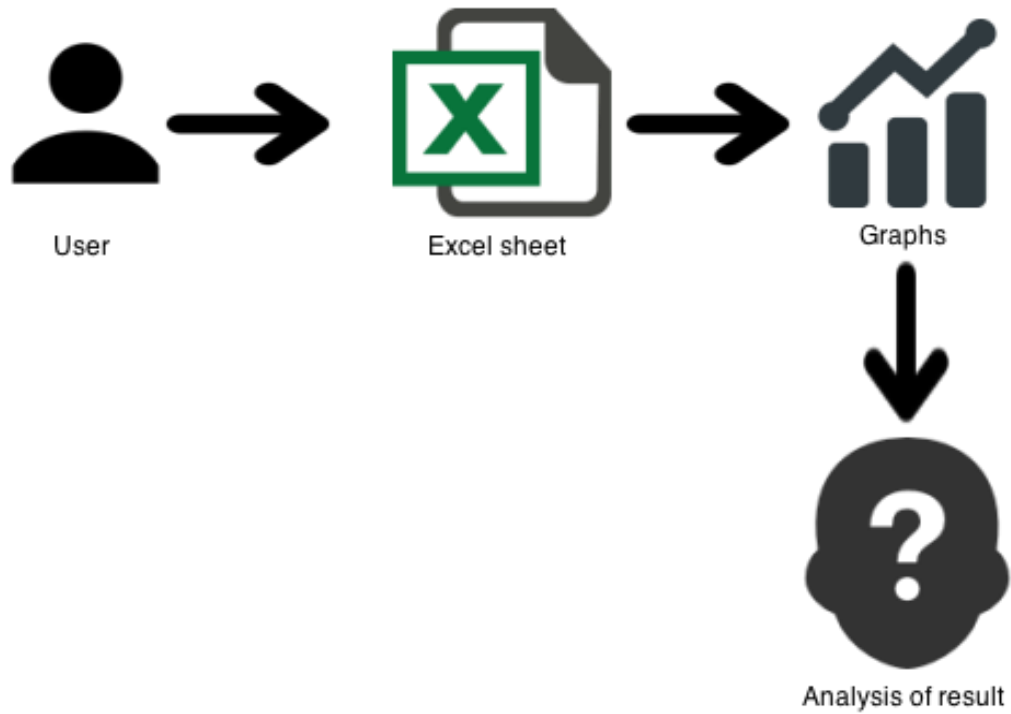 X
User
Excel sheet
Graphs
?
Analysis of result